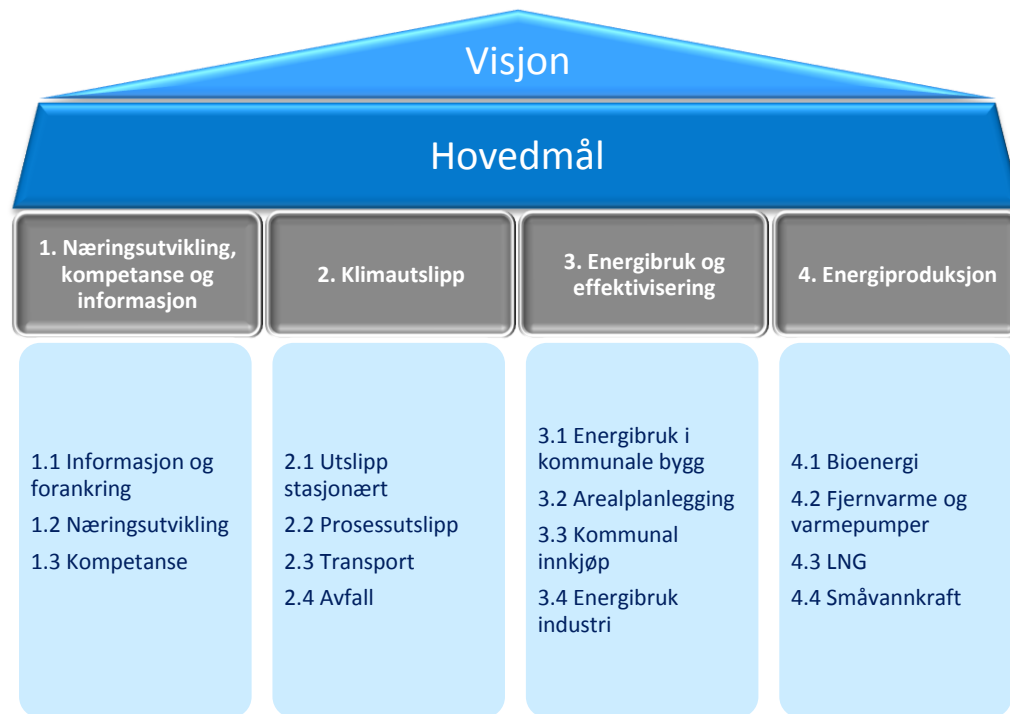 Visjon
Hovedmål
1. Næringsutvikling,
kompetanse og
informasjon
2. Klimautslipp
3. Energibruk og
effektivisering
4. Energiproduksjon
1.1 Informasjon og
forankring
1.2 Næringsutvikling
1.3 Kompetanse
2.1 Utslipp
stasjonært
2.2 Prosessutslipp
2.3 Transport
2.4 Avfall
3.1 Energibruk i
kommunale bygg
3.2 Arealplanlegging
3.3 Kommunal
innkjøp
3.4 Energibruk
industri
4.1 Bioenergi
4.2 Fjernvarme og
varmepumper
4.3 LNG
4.4 Småvannkraft